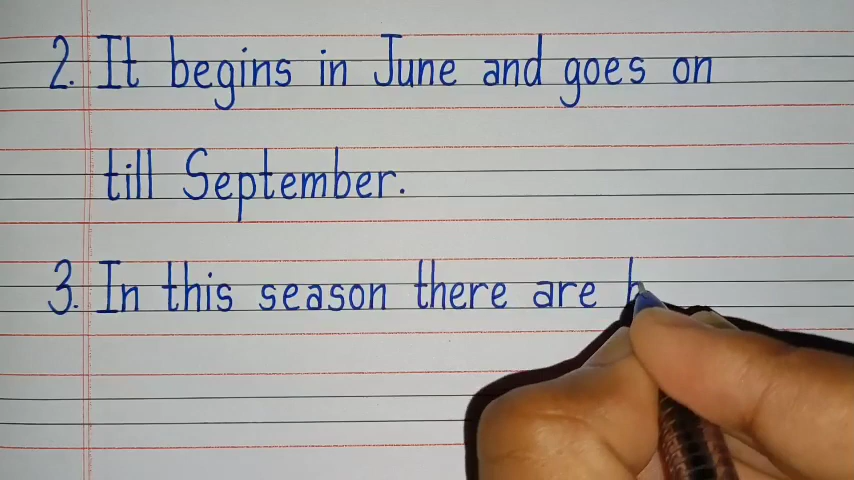 2. It begins in June and goes on
till September.
3. In this season there are